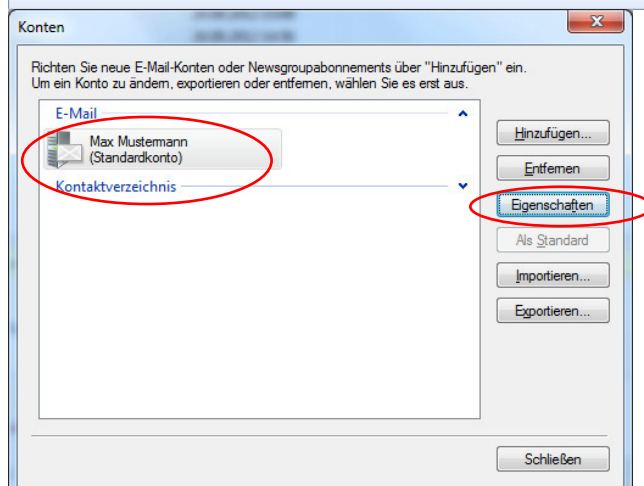 Konten
Richten Sie neue E-Mail-Konten oder Newsgroupabonnements über "Hinzufügen" ein.
Um ein Konto zu ändern, exportieren oder entfernen, wählen Sie es erst aus.
E-Mail
Max Mustermann
(Standardkonto)
Kontaktverzeichnis
Hinzufügen...
Entfernen
Eigenschaften
Als Standard
Importieren...
Exportieren...
Schließen